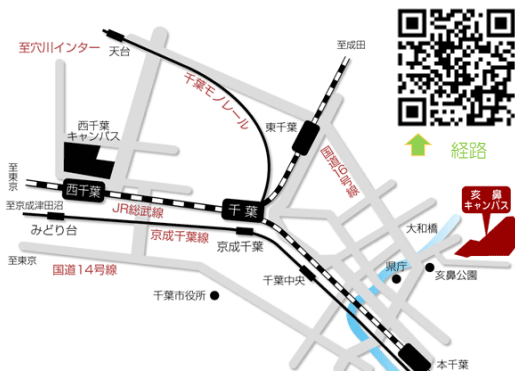 至穴川インター
天台
至成田
千葉モノレール
東千葉
国道16号線
経路
西千葉
キャンパス
至東京
西千葉
JR総武線
千葉
亥鼻
キャンパス
大和橋
至京成津田沼
みどり台
京成千葉線
京成千葉
至東京
国道14号線
千葉中央
県庁
亥鼻公園
千葉市役所
本千葉